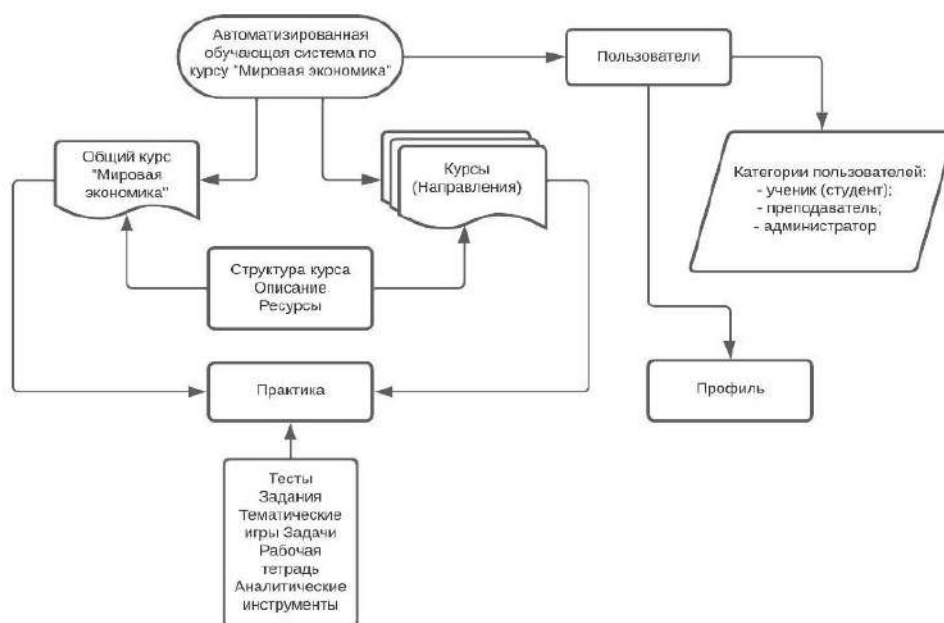 Автоматизированная
обучающая система по
курсу "Мировая экономика"
Пользователи
Общий курс
"Мировая
экономика"
Курсы
(Направления)
Категории пользователей:
- ученик (студент);
- преподаватель;
- администратор
Структура курса
Описание
Ресурсы
Практика
Профиль
Тесты
Задания
Тематические
игры Задачи
Рабочая
тетрадь
Аналитические
инструменты